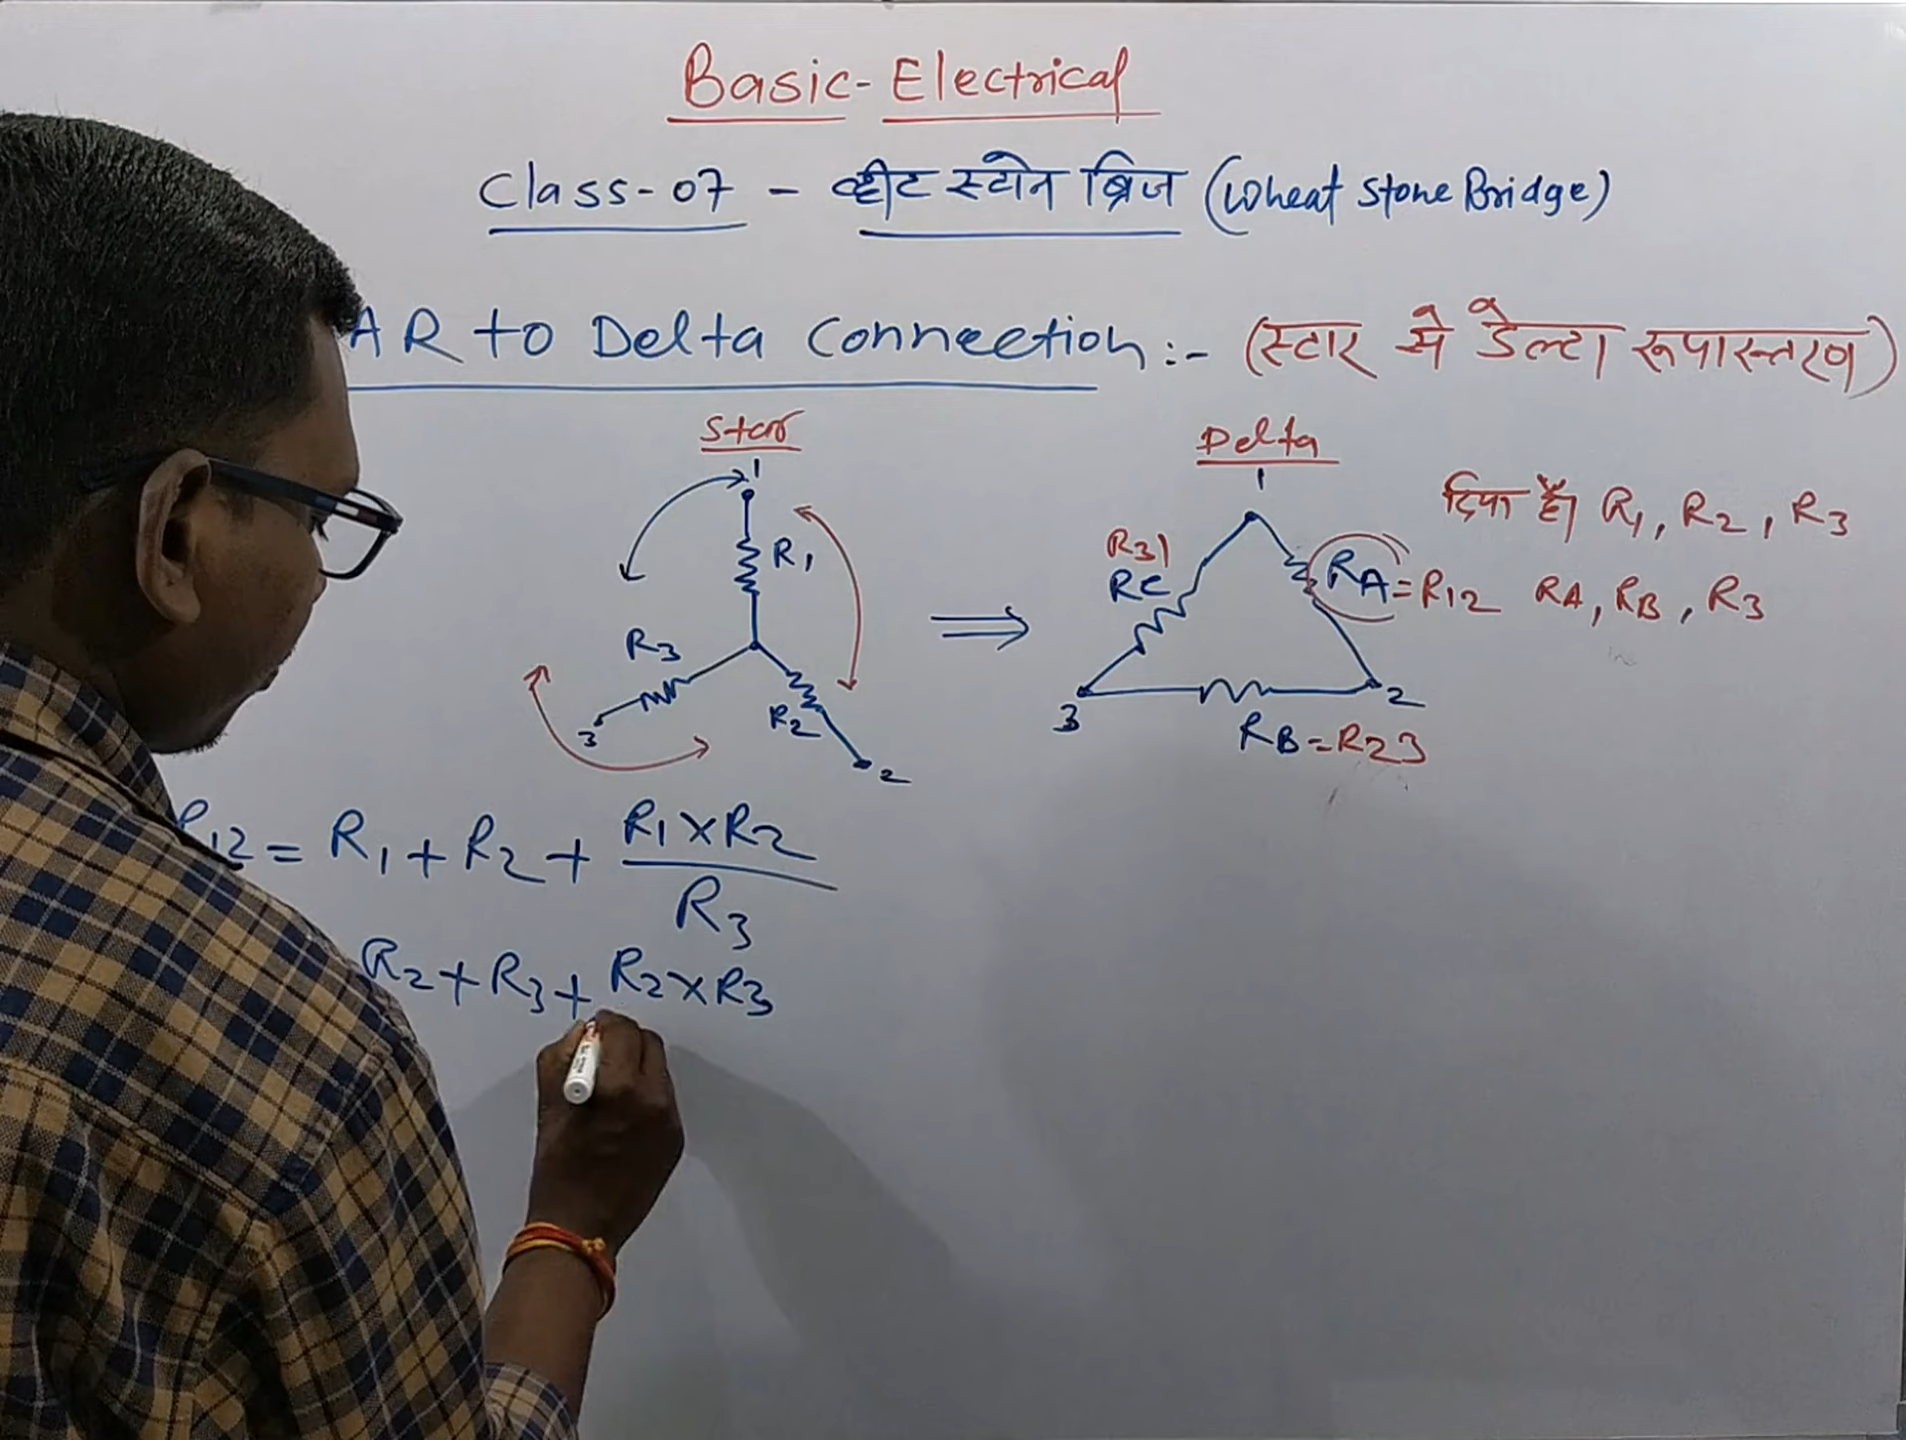 Basic-Electrical
Class-07 - व्हीट स्टोन ब्रिज (Wheat Stone Bridge)
AR to Delta Connection :- (स्टार से डेल्टा रूपान्तरण)
Star
1
R1
R3
3
R2
2
⇒
Delta
1
R31
RC
RA=R12
3
2
RB=R23
दिया है। R1, R2, R3
RA, RB, R3
R12 = R1 + R2 + R1×R2 / R3
R2 + R3 + R2×R3